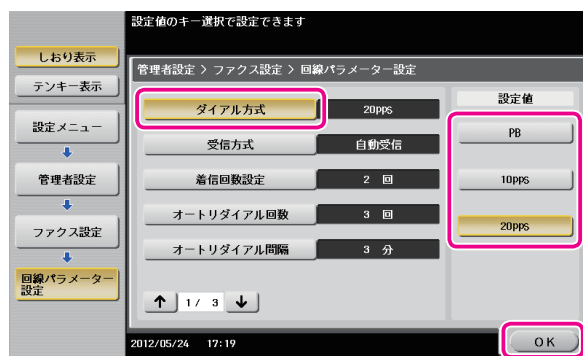 設定値のキー選択で設定できます
しおり表示
テンキー表示
設定メニュー
管理者設定
ファクス設定
回線パラメーター
設定
管理者設定 > ファクス設定 > 回線パラメーター設定
ダイアル方式 20pps
受信方式 自動受信
着信回数設定 2 回
オートリダイアル回数 3 回
オートリダイアル間隔 3 分
1/ 3
設定値
PB
10pps
20pps
2012/05/24 17:19
OK